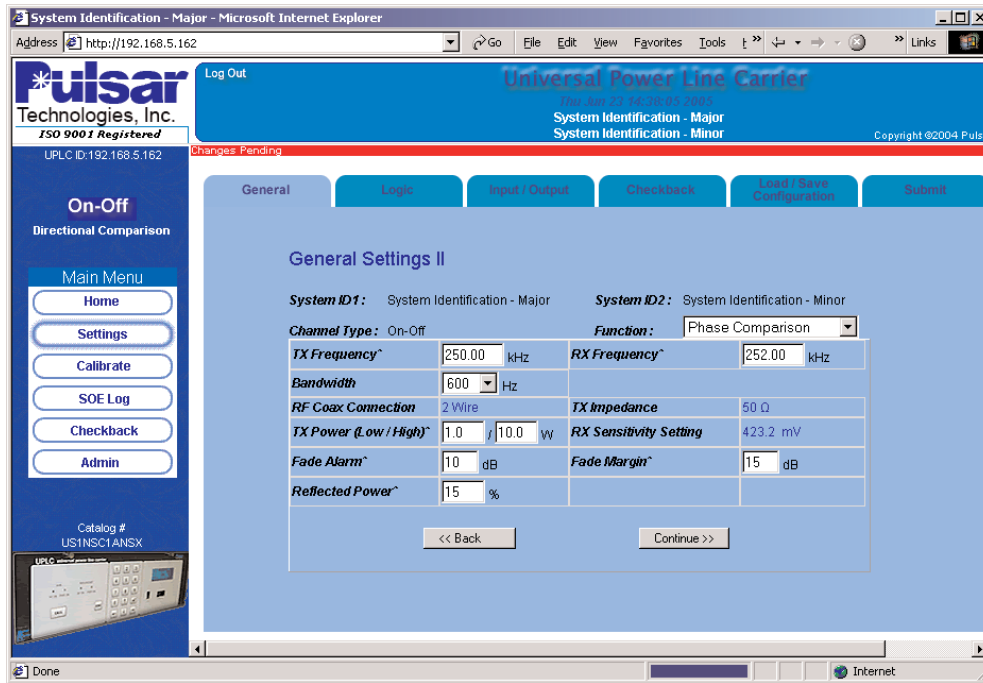 System Identification - Major - Microsoft Internet Explorer
Address http://192.168.5.162 Go File Edit View Favorites Tools » Links
Pulsar
Technologies, Inc.
ISO 9001 Registered
Log Out
Universal Power Line Carrier
Thu Jun 23 14:38:05 2005
System Identification - Major
System Identification - Minor
Copyright ©2004 Puls
UPLC ID:192.168.5.162
Changes Pending
On-Off
Directional Comparison
Main Menu
Home
Settings
Calibrate
SOE Log
Checkback
Admin
Catalog #
US1NSC1ANSX
UPLC
General Logic Input / Output Checkback Load / Save Configuration Submit
General Settings II
System ID1 : System Identification - Major System ID2 : System Identification - Minor
Channel Type : On-Off Function : Phase Comparison
TX Frequency^ 250.00 kHz RX Frequency^ 252.00 kHz
Bandwidth 600 Hz
RF Coax Connection 2 Wire TX Impedance 50 Ω
TX Power (Low / High)^ 1.0 / 10.0 W RX Sensitivity Setting 423.2 mV
Fade Alarm^ 10 dB Fade Margin^ 15 dB
Reflected Power^ 15 %
<< Back Continue >>
Done Internet